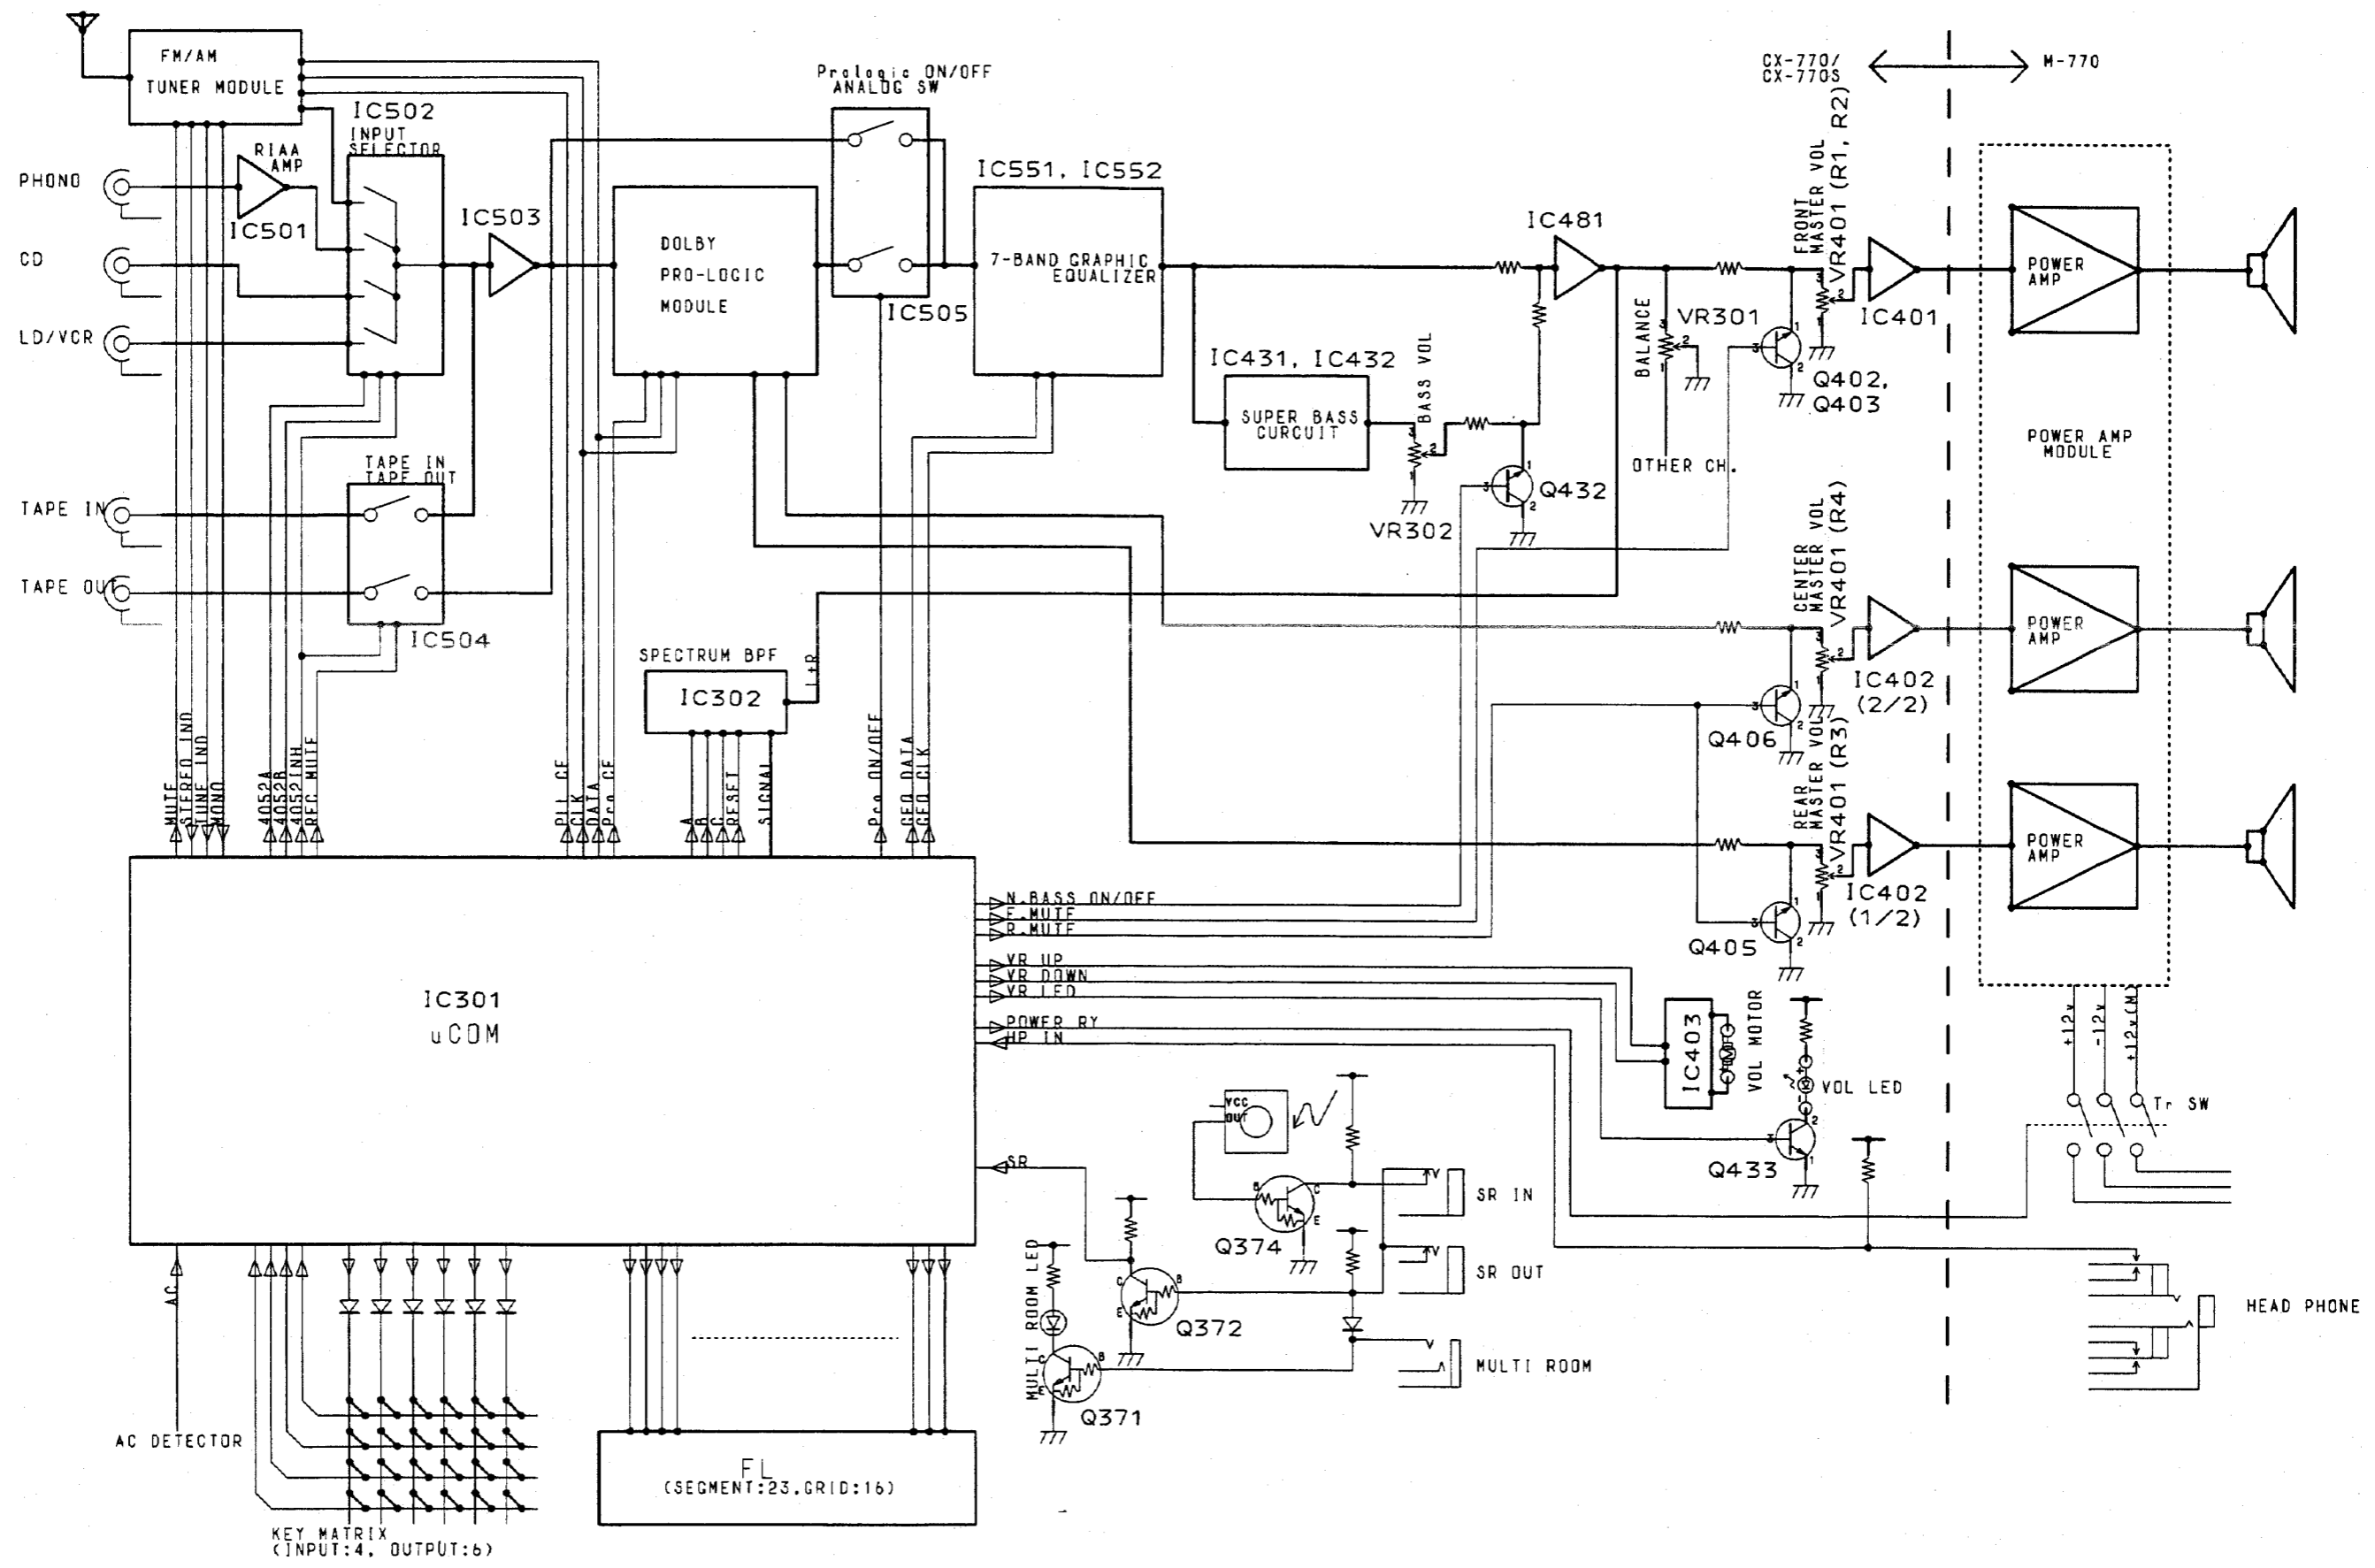 FM/AM
TUNER MODULE
IC502
INPUT
SELECTOR
RIAA
AMP
PHONO
IC501
CD
LD/VCR
IC503
Prologic ON/OFF
ANALOG SW
DOLBY
PRO-LOGIC
MODULE
IC505
IC551, IC552
7-BAND GRAPHIC
EQUALIZER
IC481
CX-770/
CX-770S
M-770
FRONT
MASTER VOL
VR401 (R1, R2)
IC401
POWER
AMP
BALANCE
VR301
1
2
3
Q402,
Q403
OTHER CH.
IC431, IC432
SUPER BASS
CURCUIT
BASS VOL
VR302
Q432
POWER AMP
MODULE
TAPE IN
TAPE OUT
TAPE IN
TAPE OUT
IC504
SPECTRUM BPF
IC302
L+R
CENTER
MASTER VOL
VR401 (R4)
IC402
(2/2)
Q406
POWER
AMP
REAR
MASTER VOL
VR401 (R3)
IC402
(1/2)
Q405
POWER
AMP
MUTE
STEREO IND
TUNE IND
MONO
4052A
4052B
4052INH
REC MUTE
PLL CE
CLK
DATA
Pro CE
A
B
C
RESET
SIGNAL
Pro ON/OFF
GEQ DATA
GEQ CLK
IC301
uCOM
N.BASS ON/OFF
F.MUTE
R.MUTE
VR UP
VR DOWN
VR LED
POWER RY
HP IN
SR
IC403
VOL MOTOR
VOL LED
Q433
+12v
-12v
+12v(M
Tr SW
VCC
OUT
B
C
E
Q374
SR IN
SR OUT
MULTI ROOM
MULTI ROOM LED
Q372
Q371
HEAD PHONE
AC
AC DETECTOR
KEY MATRIX
(INPUT:4, OUTPUT:6)
FL
(SEGMENT:23,GRID:16)